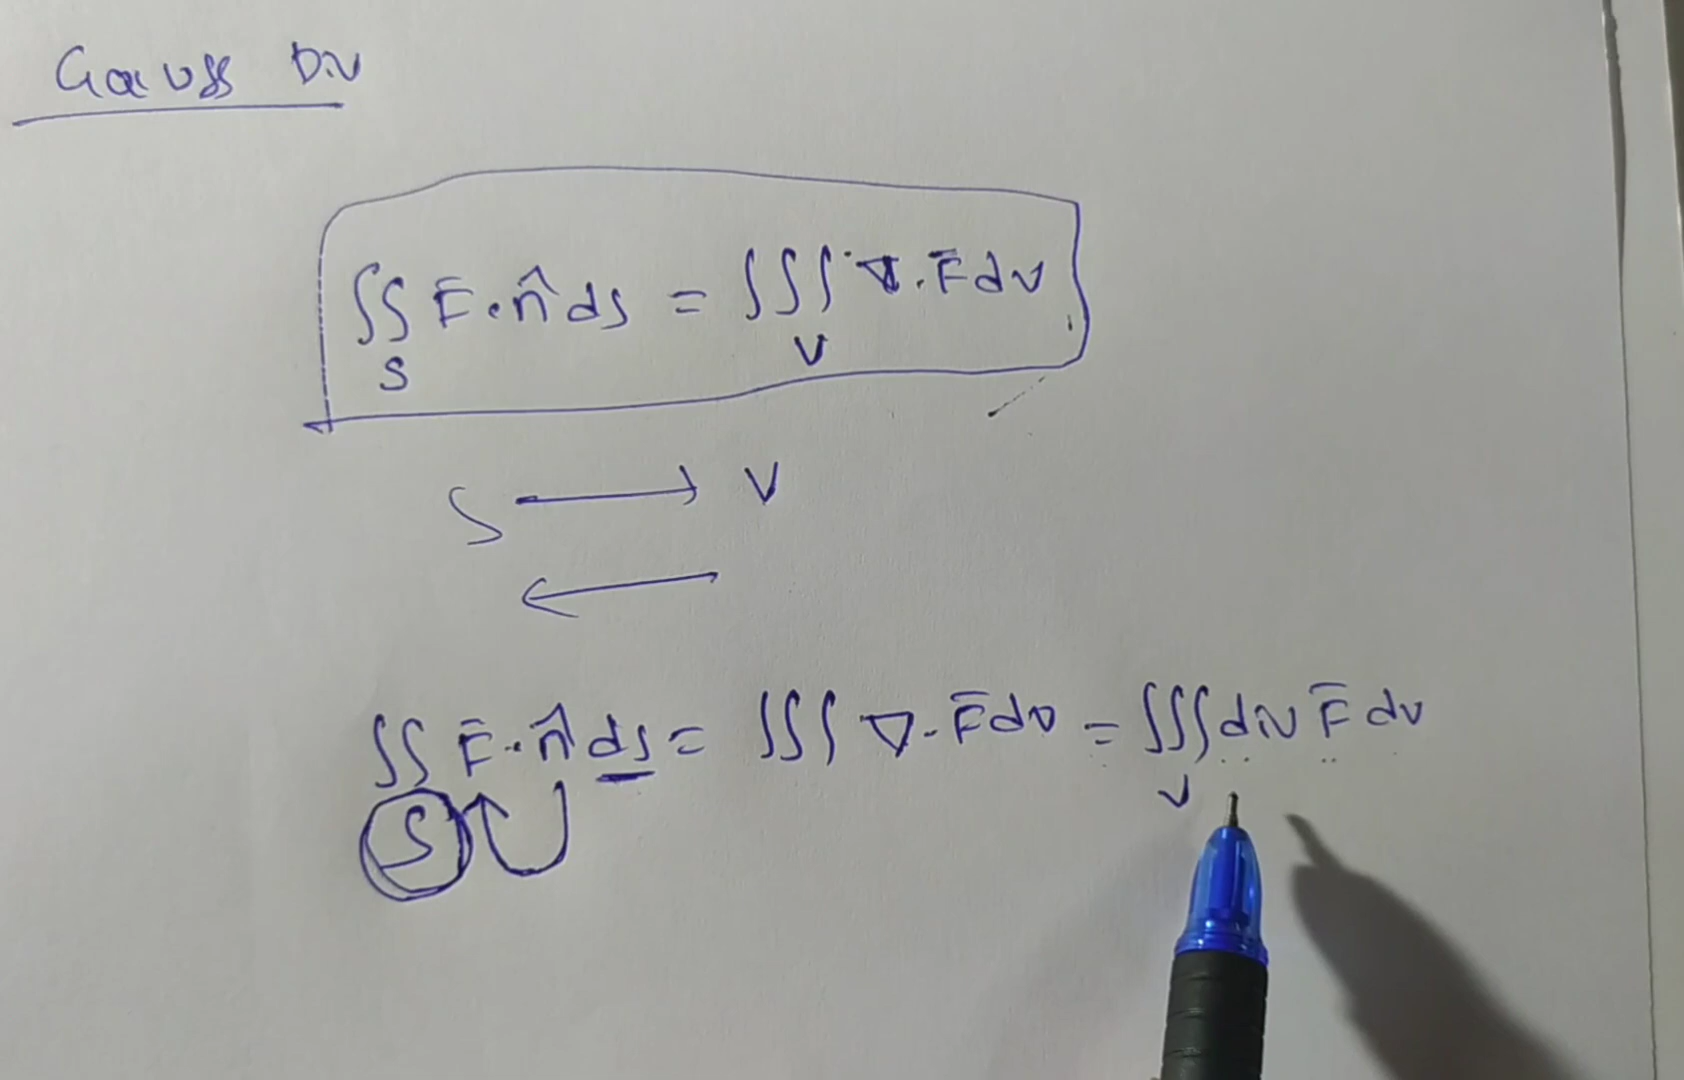 Gauss Div
∬ F̄·n̂ ds = ∭ ∇·F̄ dv
S V
S → V
←
∬ F̄·n̂ ds = ∭ ∇·F̄ dv = ∭ div F̄ dv
S V